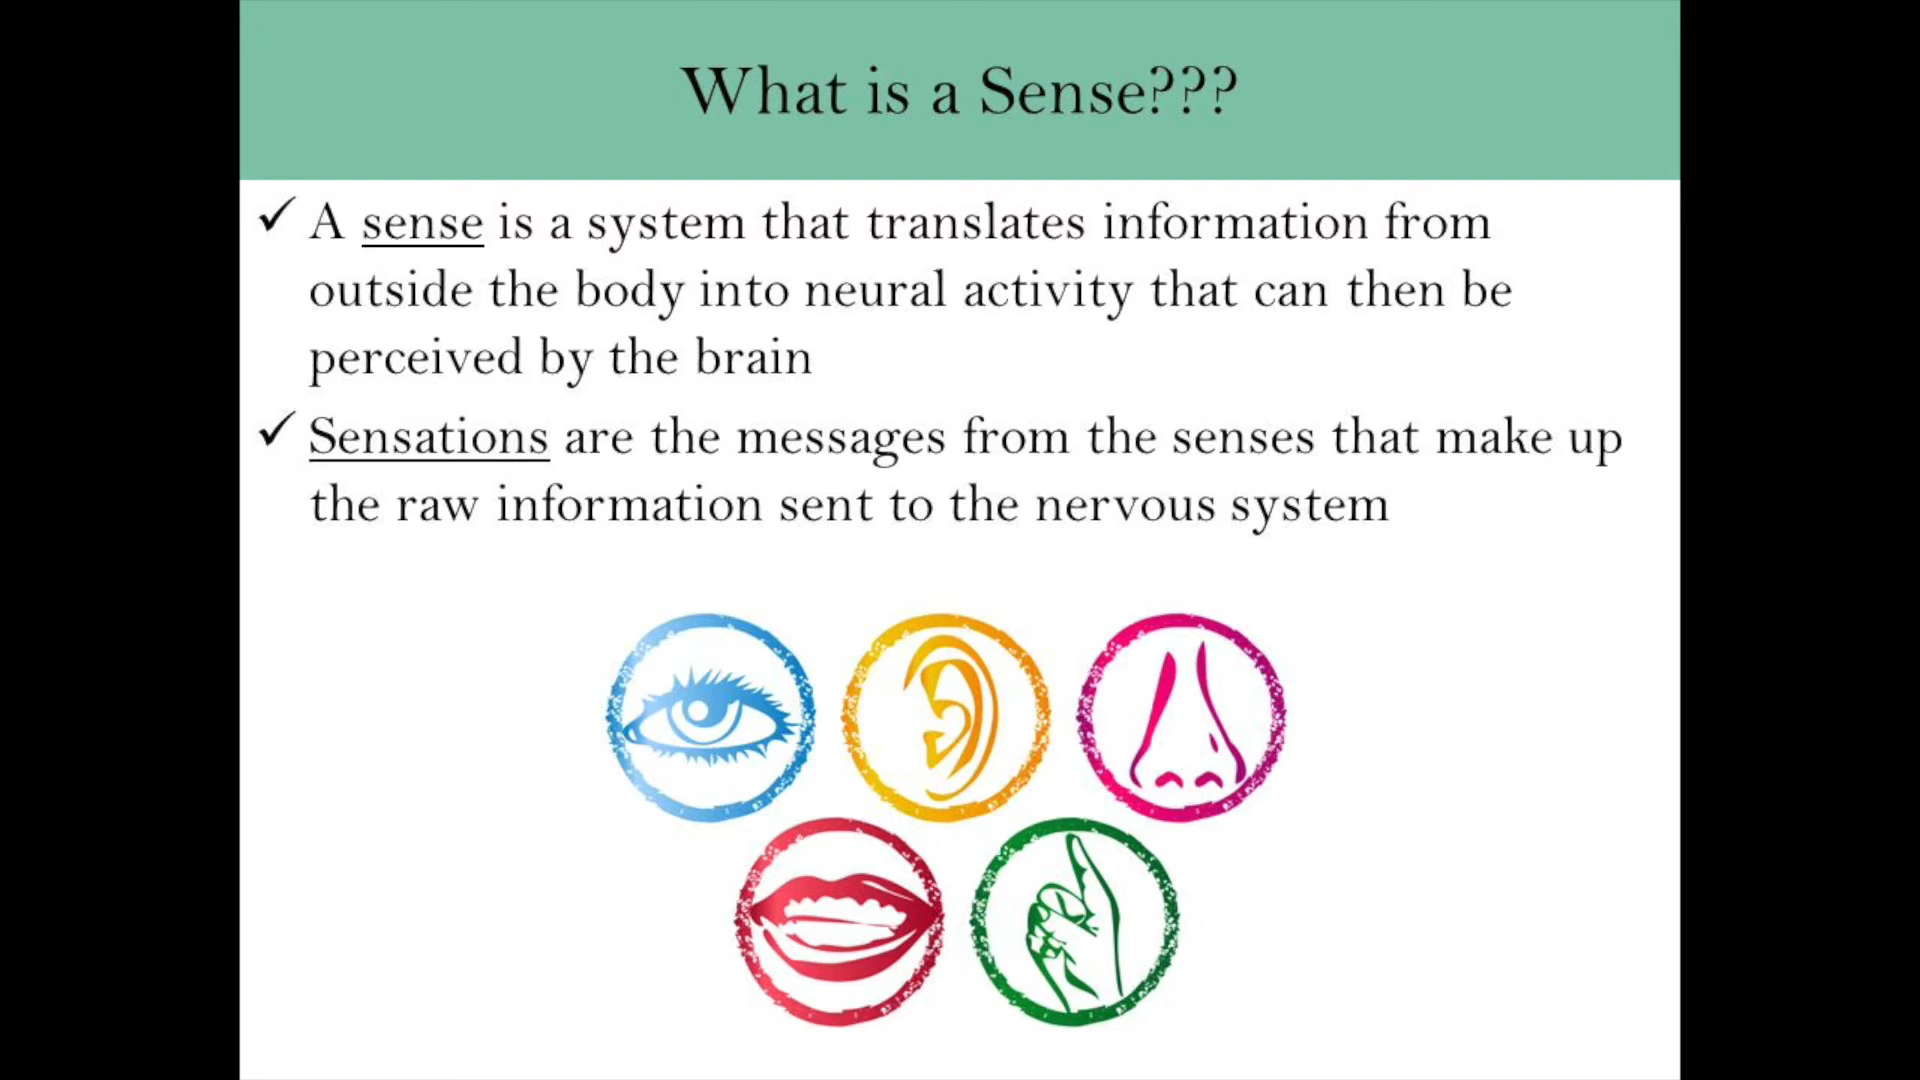 What is a Sense???
✓ A sense is a system that translates information from
outside the body into neural activity that can then be
perceived by the brain
✓ Sensations are the messages from the senses that make up
the raw information sent to the nervous system